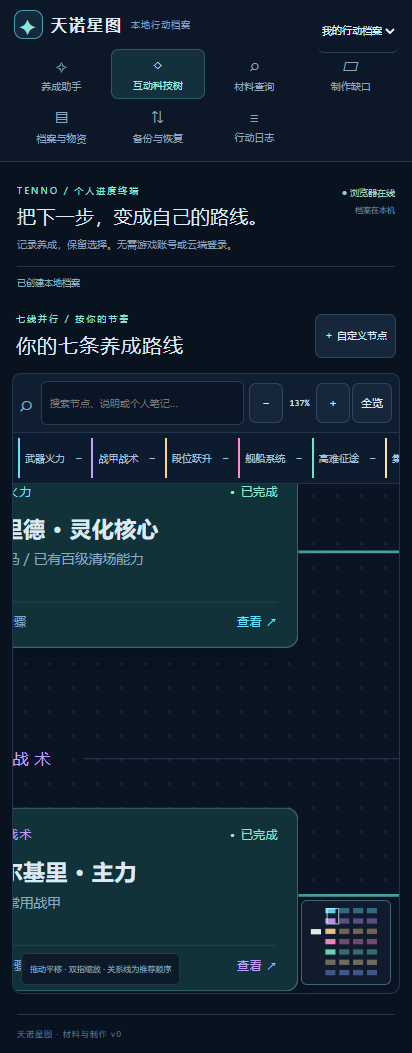 天诺星图 本地行动档案 我的行动档案
养成助手 互动科技树 材料查询 制作缺口
档案与物资 备份与恢复 行动日志
TENNO / 个人进度终端 浏览器在线
把下一步，变成自己的路线。 档案在本机
记录养成，保留选择。无需游戏账号或云端登录。
已创建本地档案
七线并行 / 按你的节奏
你的七条养成路线 + 自定义节点
搜索节点、说明或个人笔记... − 137% + 全览
武器火力 − 战甲战术 − 段位跃升 − 舰船系统 − 高难征途 −
火力 • 已完成
里德・灵化核心
/ 已有百级清场能力
骤 查看 ↗
战 术
战术 • 已完成
尔基里・主力
常用战甲
骤 查看 ↗
拖动平移 · 双指缩放 · 关系线为推荐顺序
天诺星图 · 材料与制作 v0